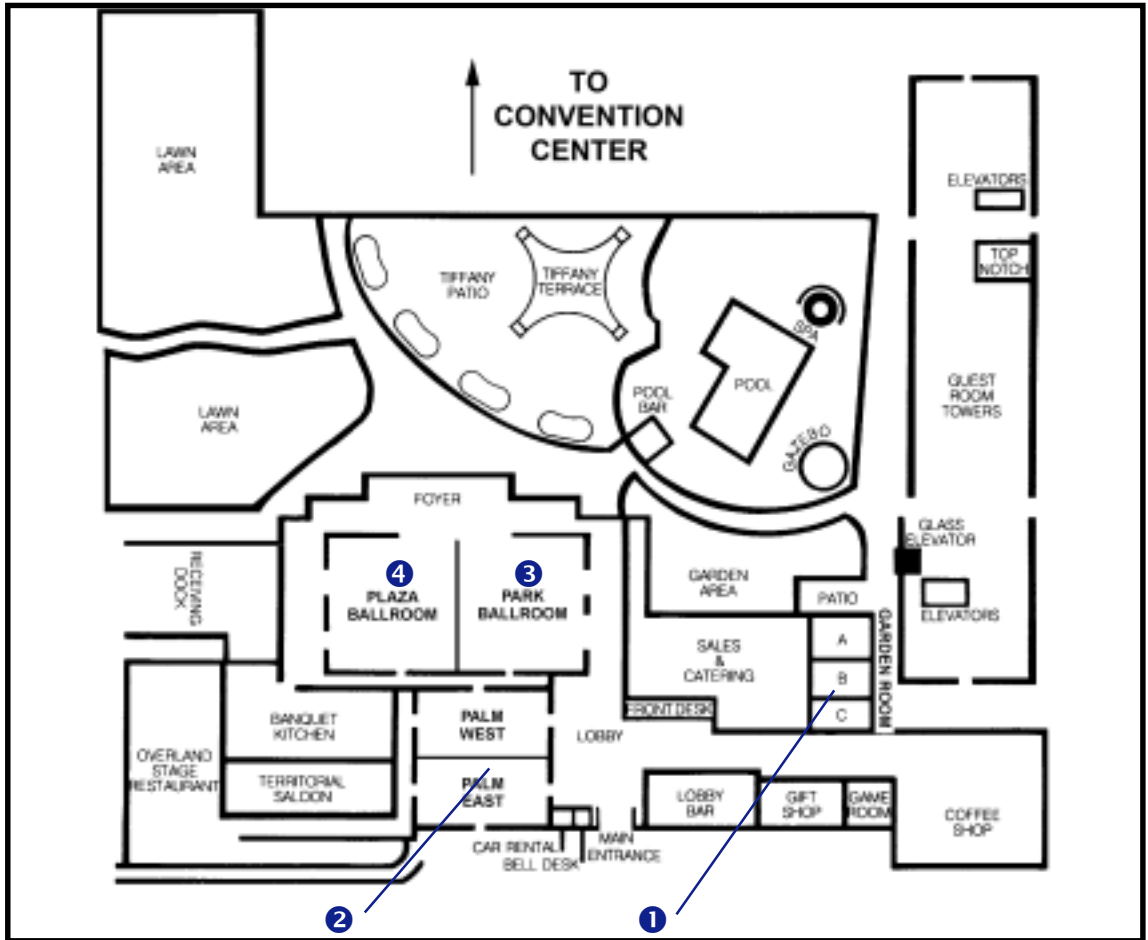 TO
CONVENTION
CENTER
LAWN
AREA
ELEVATORS
TOP
NOTCH
TIFFANY
PATIO
TIFFANY
TERRACE
SPA
POOL
POOL
BAR
GAZEBO
GUEST
ROOM
TOWERS
LAWN
AREA
FOYER
GLASS
ELEVATOR
RECEIVING
DOCK
4
PLAZA
BALLROOM
3
PARK
BALLROOM
GARDEN
AREA
PATIO
ELEVATORS
GARDEN ROOM
A
B
C
SALES
&
CATERING
FRONT DESK
BANQUET
KITCHEN
PALM
WEST
LOBBY
OVERLAND
STAGE
RESTAURANT
TERRITORIAL
SALOON
PALM
EAST
LOBBY
BAR
GIFT
SHOP
GAME
ROOM
COFFEE
SHOP
CAR RENTAL
BELL DESK
MAIN
ENTRANCE
2
1